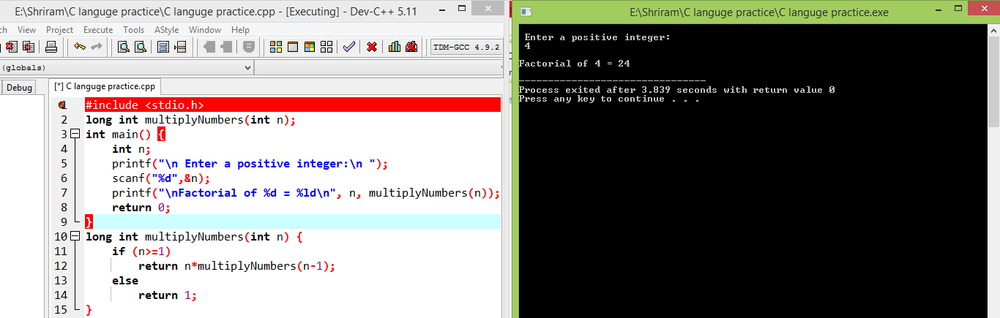 E:\Shriram\C languge practice\C languge practice.cpp - [Executing] - Dev-C++ 5.11
ch View Project Execute Tools AStyle Window Help
TDM-GCC 4.9.2
(globals)
Debug
[*] C languge practice.cpp
#include <stdio.h>
2 long int multiplyNumbers(int n);
3 int main() {
4 int n;
5 printf("\n Enter a positive integer:\n ");
6 scanf("%d",&n);
7 printf("\nFactorial of %d = %ld\n", n, multiplyNumbers(n));
8 return 0;
9 }
10 long int multiplyNumbers(int n) {
11 if (n>=1)
12 return n*multiplyNumbers(n-1);
13 else
14 return 1;
15 }
E:\Shriram\C languge practice\C languge practice.exe
Enter a positive integer:
4
Factorial of 4 = 24
--------------------------------
Process exited after 3.839 seconds with return value 0
Press any key to continue . . .